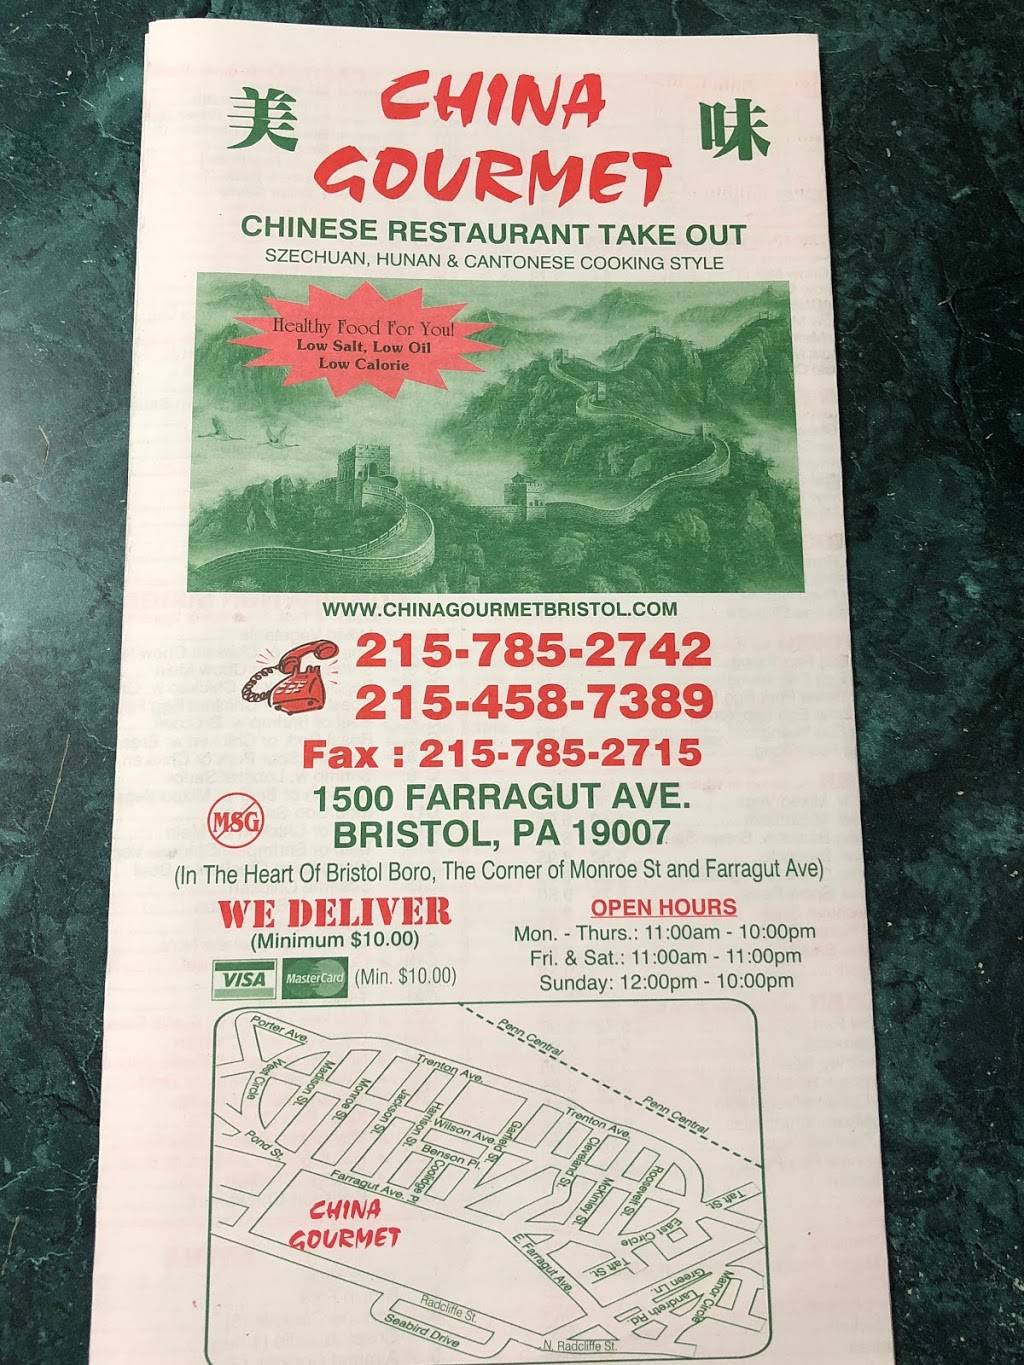 美 CHINA 味
GOURMET
CHINESE RESTAURANT TAKE OUT
SZECHUAN, HUNAN & CANTONESE COOKING STYLE
Healthy Food For You!
Low Salt, Low Oil
Low Calorie
WWW.CHINAGOURMETBRISTOL.COM
215-785-2742
215-458-7389
Fax : 215-785-2715
MSG
1500 FARRAGUT AVE.
BRISTOL, PA 19007
(In The Heart Of Bristol Boro, The Corner of Monroe St and Farragut Ave)
WE DELIVER
(Minimum $10.00)
VISA MasterCard (Min. $10.00)
OPEN HOURS
Mon. - Thurs.: 11:00am - 10:00pm
Fri. & Sat.: 11:00am - 11:00pm
Sunday: 12:00pm - 10:00pm
Porter Ave.
Penn Central
West Circle
Madison St.
Monroe St.
Trenton Ave.
Jackson St.
Harrison St.
Wilson Ave.
Garfield St.
Benson Pl.
Coolidge P.
Penn Central
Trenton Ave.
Cleveland St.
McKinley St.
Roosevelt St.
Taft St.
Pond St.
Farragut Ave.
CHINA
GOURMET
East Circle
E. Farragut Ave.
Taft St.
Green Ln.
Manor Circle
Landreth Rd.
Radcliffe St.
Seabird Drive
N. Radcliffe St.